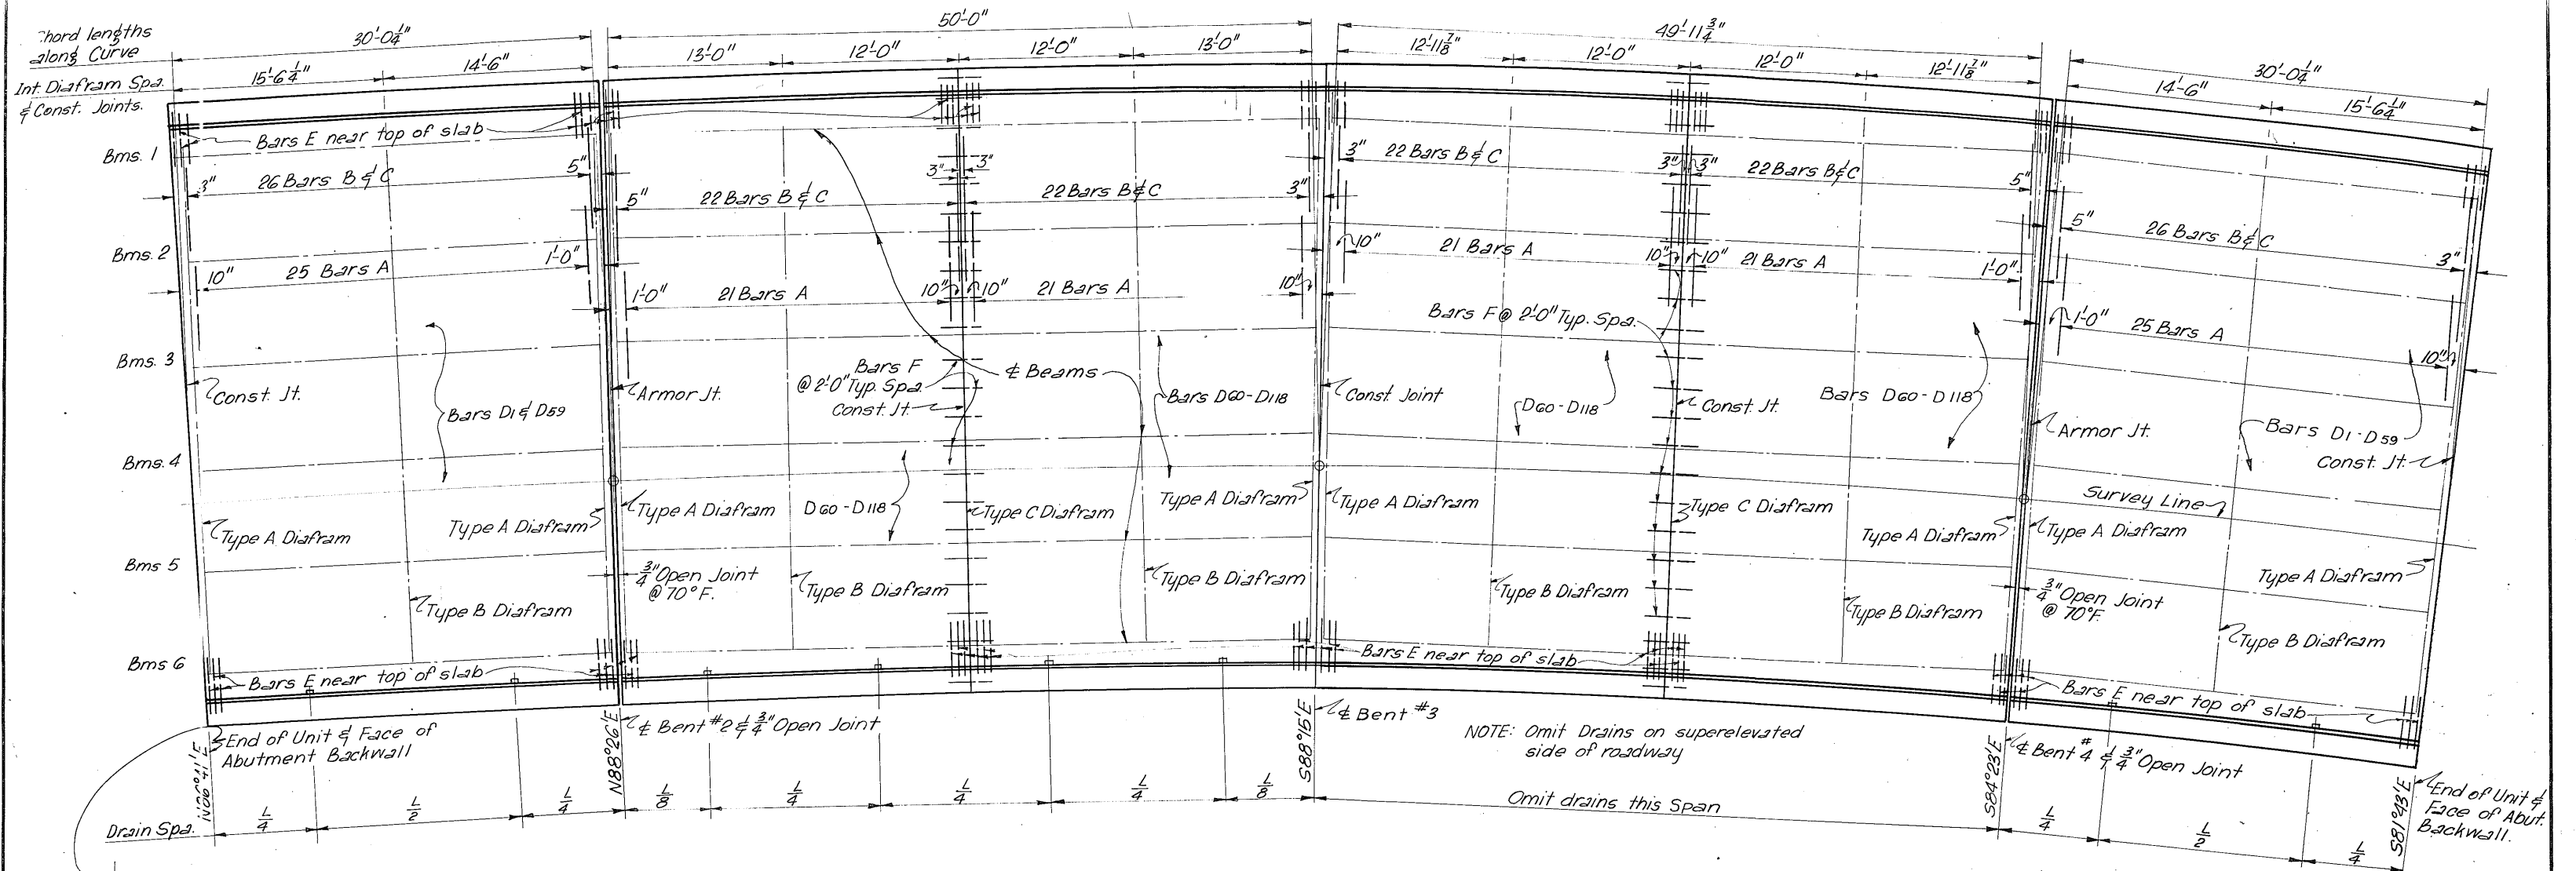 Chord lengths
along Curve
Int. Diafram Spa.
& Const. Joints.
30'-0¼"
50'-0"
49'-11¾"
30'-0¼"
15'-6¼"
14'-6"
13'-0"
12'-0"
12'-0"
13'-0"
12'-11⅞"
12'-0"
12'-0"
12'-11⅞"
14'-6"
15'-6¼"
Bms. 1
Bms. 2
Bms. 3
Bms. 4
Bms 5
Bms 6
Bars E near top of slab
3"
26 Bars B & C
5"
5"
22 Bars B & C
3"
3"
22 Bars B & C
3"
3"
22 Bars B & C
3"
3"
22 Bars B & C
5"
5"
26 Bars B & C
3"
10"
25 Bars A
1'-0"
1'-0"
21 Bars A
10"
10"
21 Bars A
10"
10"
21 Bars A
10"
10"
21 Bars A
1'-0"
1'-0"
25 Bars A
10"
Const. Jt.
Bars D1 & D59
Armor Jt.
Bars F
@ 2'-0" Typ. Spa.
Const. Jt.
℄ Beams
Bars D60-D118
Const. Joint
Bars F @ 2'-0" Typ. Spa.
D60-D118
Const. Jt.
Bars D60-D118
Armor Jt.
Bars D1-D59
Const. Jt.
Survey Line
Type A Diafram
Type A Diafram
Type A Diafram
D60-D118
Type C Diafram
Type A Diafram
Type A Diafram
Type C Diafram
Type A Diafram
Type A Diafram
Type A Diafram
Type B Diafram
¾" Open Joint
@ 70°F.
Type B Diafram
Type B Diafram
Type B Diafram
Type B Diafram
¾" Open Joint
@ 70°F.
Type B Diafram
Bars E near top of slab
Bars E near top of slab
Bars E near top of slab
End of Unit & Face of
Abutment Backwall
N88°26'E
℄ Bent #2 & ¾" Open Joint
S88°15'E
℄ Bent #3
NOTE: Omit Drains on superelevated
side of roadway
S84°23'E
℄ Bent #4 & ¾" Open Joint
S81°43'E
End of Unit &
Face of Abut.
Backwall.
Drain Spa.
L/4
L/2
L/4
L/8
L/4
L/4
L/4
L/8
Omit drains this Span
L/4
L/2
L/4